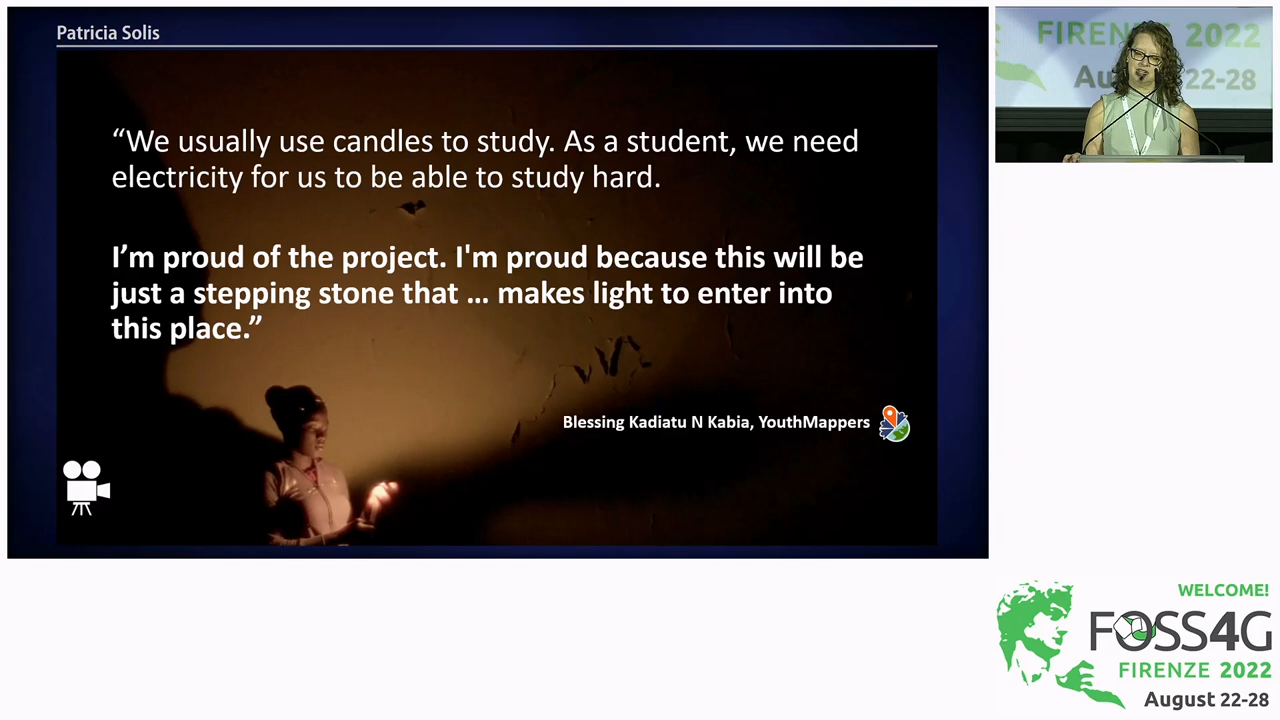 Patricia Solis
“We usually use candles to study. As a student, we need
electricity for us to be able to study hard.
I’m proud of the project. I'm proud because this will be
just a stepping stone that … makes light to enter into
this place.”
Blessing Kadiatu N Kabia, YouthMappers
FIRENZE 2022
Au 22-28
WELCOME!
FOSS4G
FIRENZE 2022
August 22-28